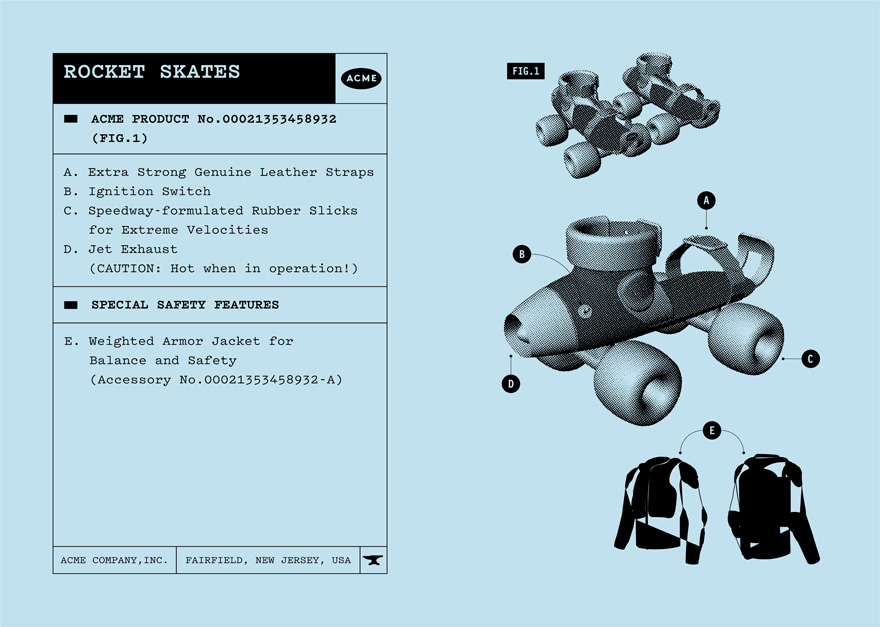 ROCKET SKATES
ACME
ACME PRODUCT No.00021353458932
(FIG.1)
A. Extra Strong Genuine Leather Straps
B. Ignition Switch
C. Speedway-formulated Rubber Slicks
for Extreme Velocities
D. Jet Exhaust
(CAUTION: Hot when in operation!)
SPECIAL SAFETY FEATURES
E. Weighted Armor Jacket for
Balance and Safety
(Accessory No.00021353458932-A)
ACME COMPANY,INC.
FAIRFIELD, NEW JERSEY, USA
FIG.1
A
B
C
D
E